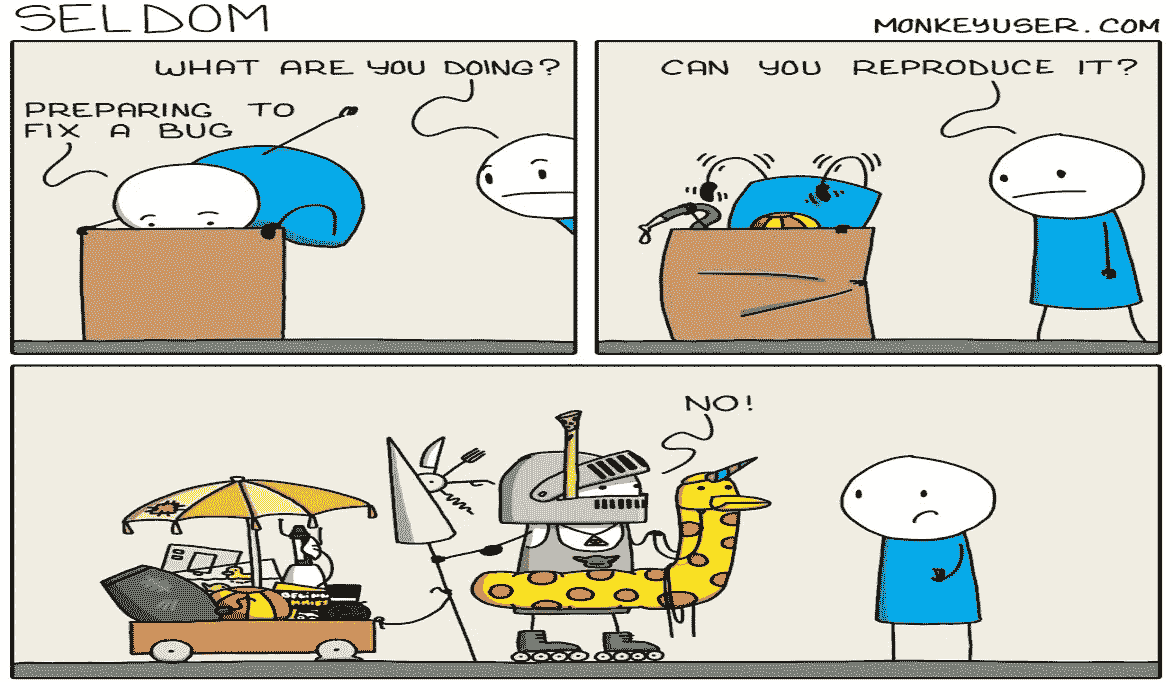 SELDOM
MONKEYUSER.COM
WHAT ARE YOU DOING?
PREPARING TO
FIX A BUG
CAN YOU REPRODUCE IT?
NO!